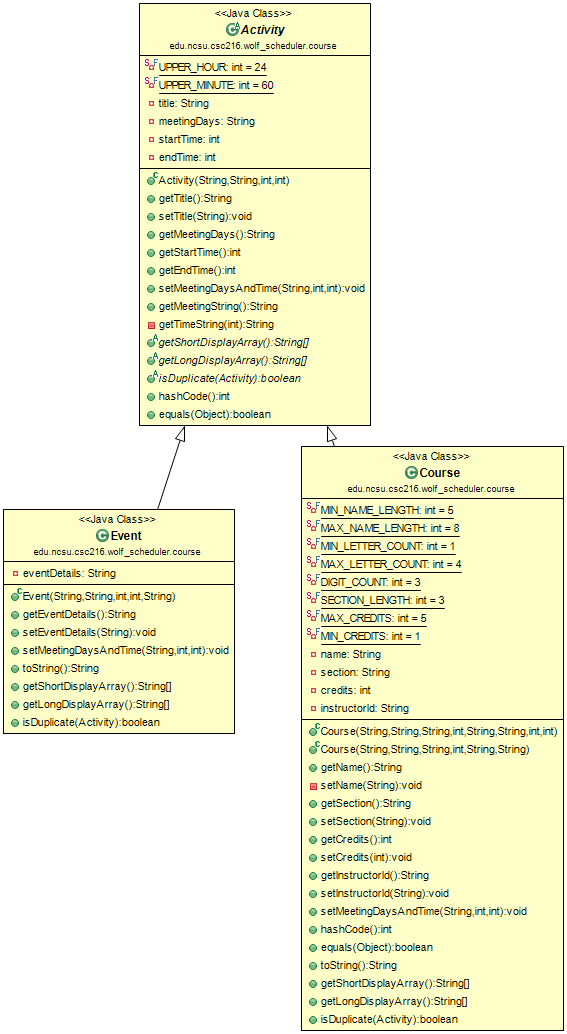 <<Java Class>>
Activity
edu.ncsu.csc216.wolf_scheduler.course
UPPER_HOUR: int = 24
UPPER_MINUTE: int = 60
title: String
meetingDays: String
startTime: int
endTime: int
Activity(String,String,int,int)
getTitle():String
setTitle(String):void
getMeetingDays():String
getStartTime():int
getEndTime():int
setMeetingDaysAndTime(String,int,int):void
getMeetingString():String
getTimeString(int):String
getShortDisplayArray():String[]
getLongDisplayArray():String[]
isDuplicate(Activity):boolean
hashCode():int
equals(Object):boolean
<<Java Class>>
Event
edu.ncsu.csc216.wolf_scheduler.course
eventDetails: String
Event(String,String,int,int,String)
getEventDetails():String
setEventDetails(String):void
setMeetingDaysAndTime(String,int,int):void
toString():String
getShortDisplayArray():String[]
getLongDisplayArray():String[]
isDuplicate(Activity):boolean
<<Java Class>>
Course
edu.ncsu.csc216.wolf_scheduler.course
MIN_NAME_LENGTH: int = 5
MAX_NAME_LENGTH: int = 8
MIN_LETTER_COUNT: int = 1
MAX_LETTER_COUNT: int = 4
DIGIT_COUNT: int = 3
SECTION_LENGTH: int = 3
MAX_CREDITS: int = 5
MIN_CREDITS: int = 1
name: String
section: String
credits: int
instructorId: String
Course(String,String,String,int,String,String,int,int)
Course(String,String,String,int,String,String)
getName():String
setName(String):void
getSection():String
setSection(String):void
getCredits():int
setCredits(int):void
getInstructorId():String
setInstructorId(String):void
setMeetingDaysAndTime(String,int,int):void
hashCode():int
equals(Object):boolean
toString():String
getShortDisplayArray():String[]
getLongDisplayArray():String[]
isDuplicate(Activity):boolean